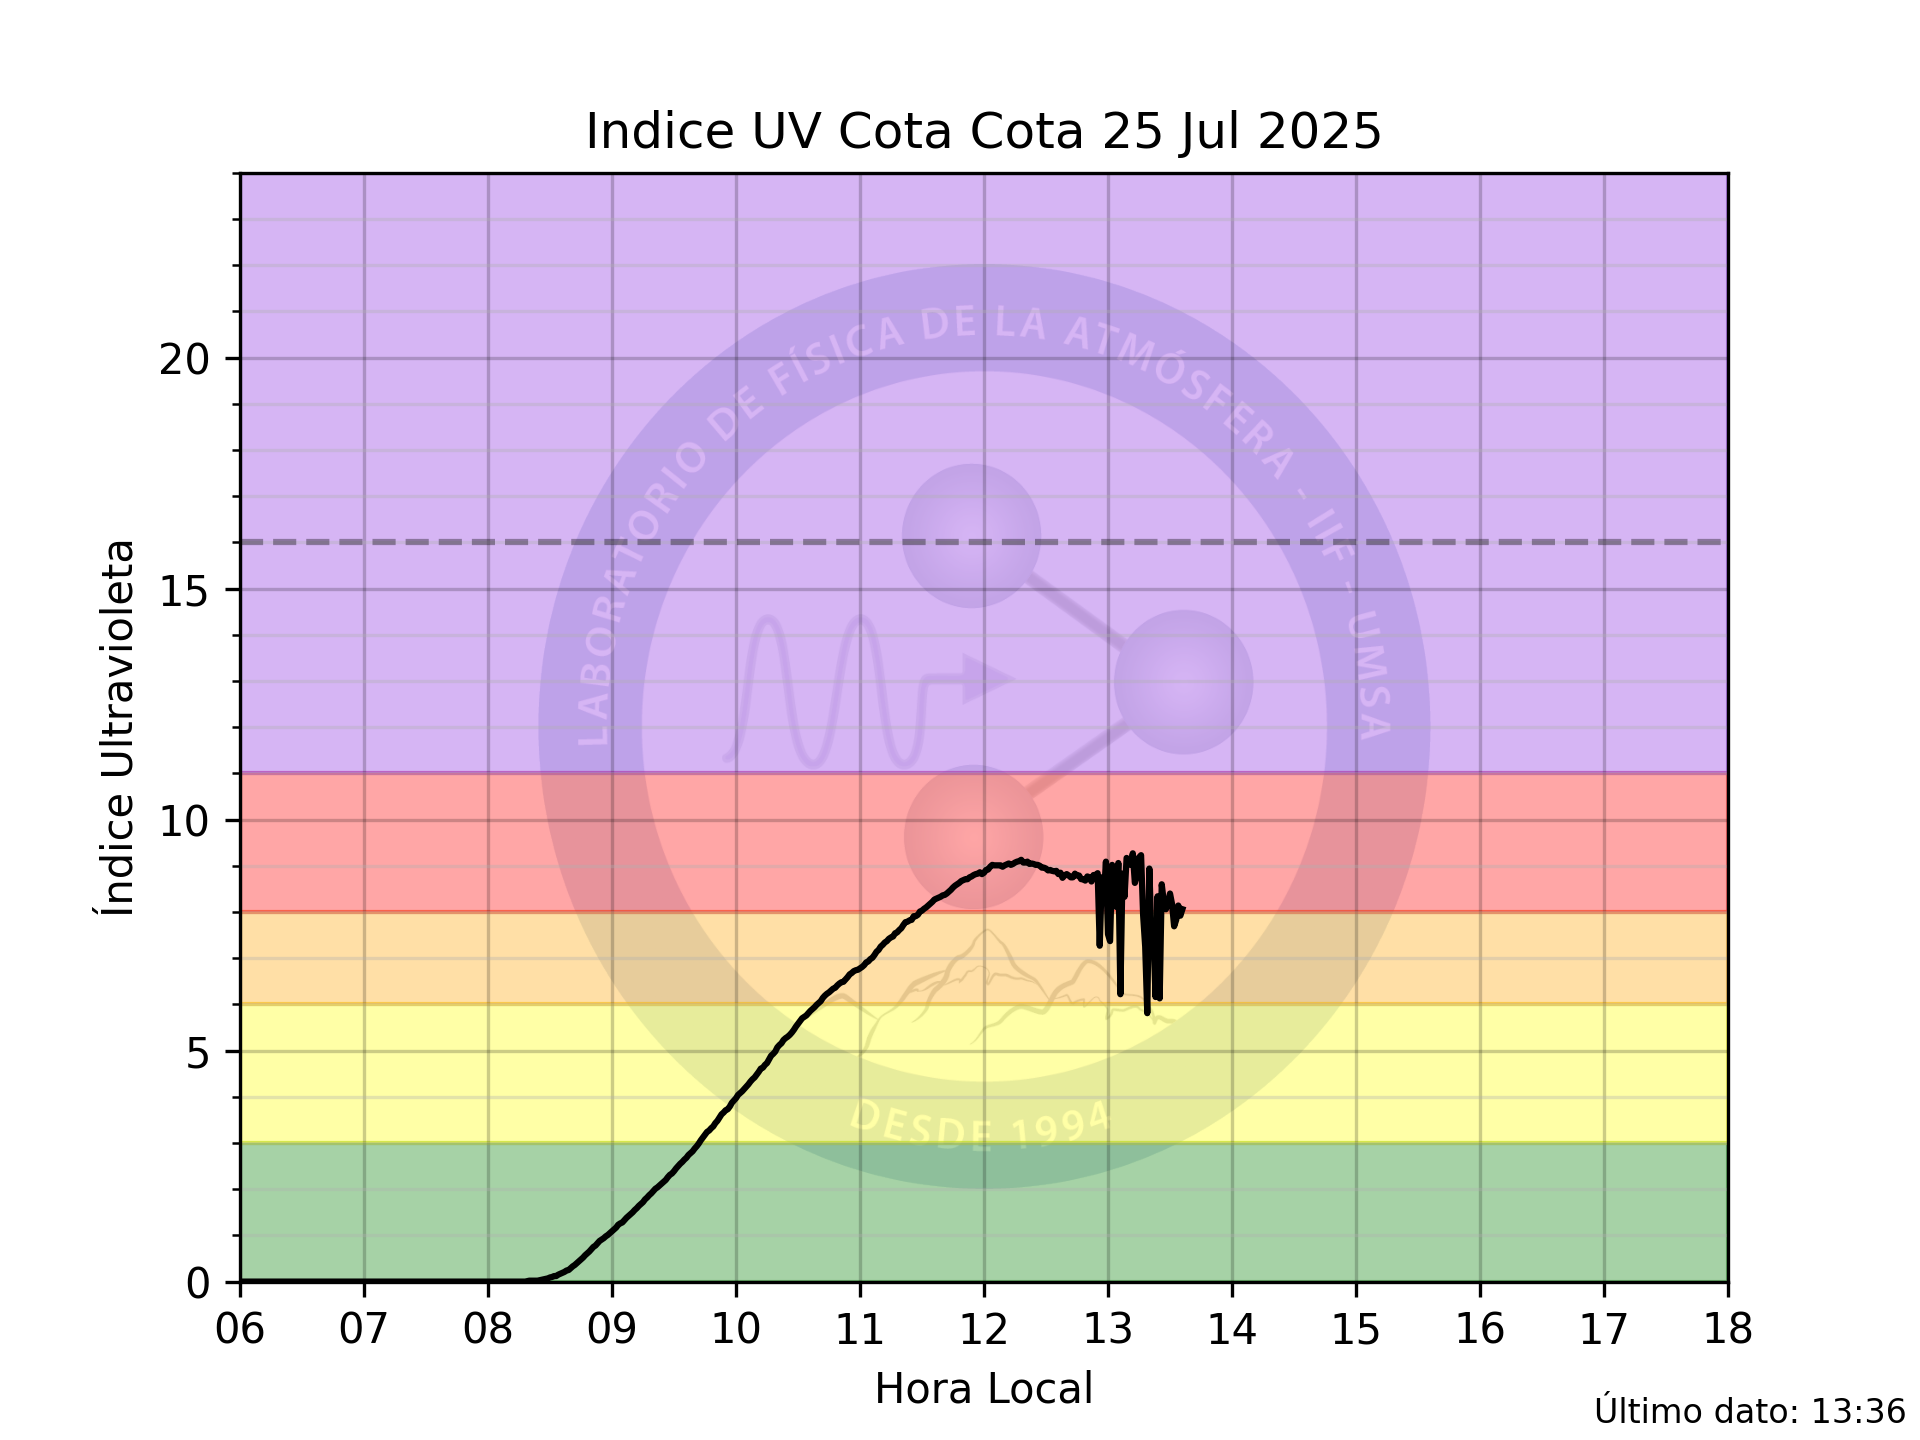 Indice UV Cota Cota 25 Jul 2025
Índice Ultravioleta
20
15
10
5
0
LABORATORIO DE FÍSICA DE LA ATMÓSFERA - IIF - UMSA
DESDE 1994
06 07 08 09 10 11 12 13 14 15 16 17 18
Hora Local
Último dato: 13:36